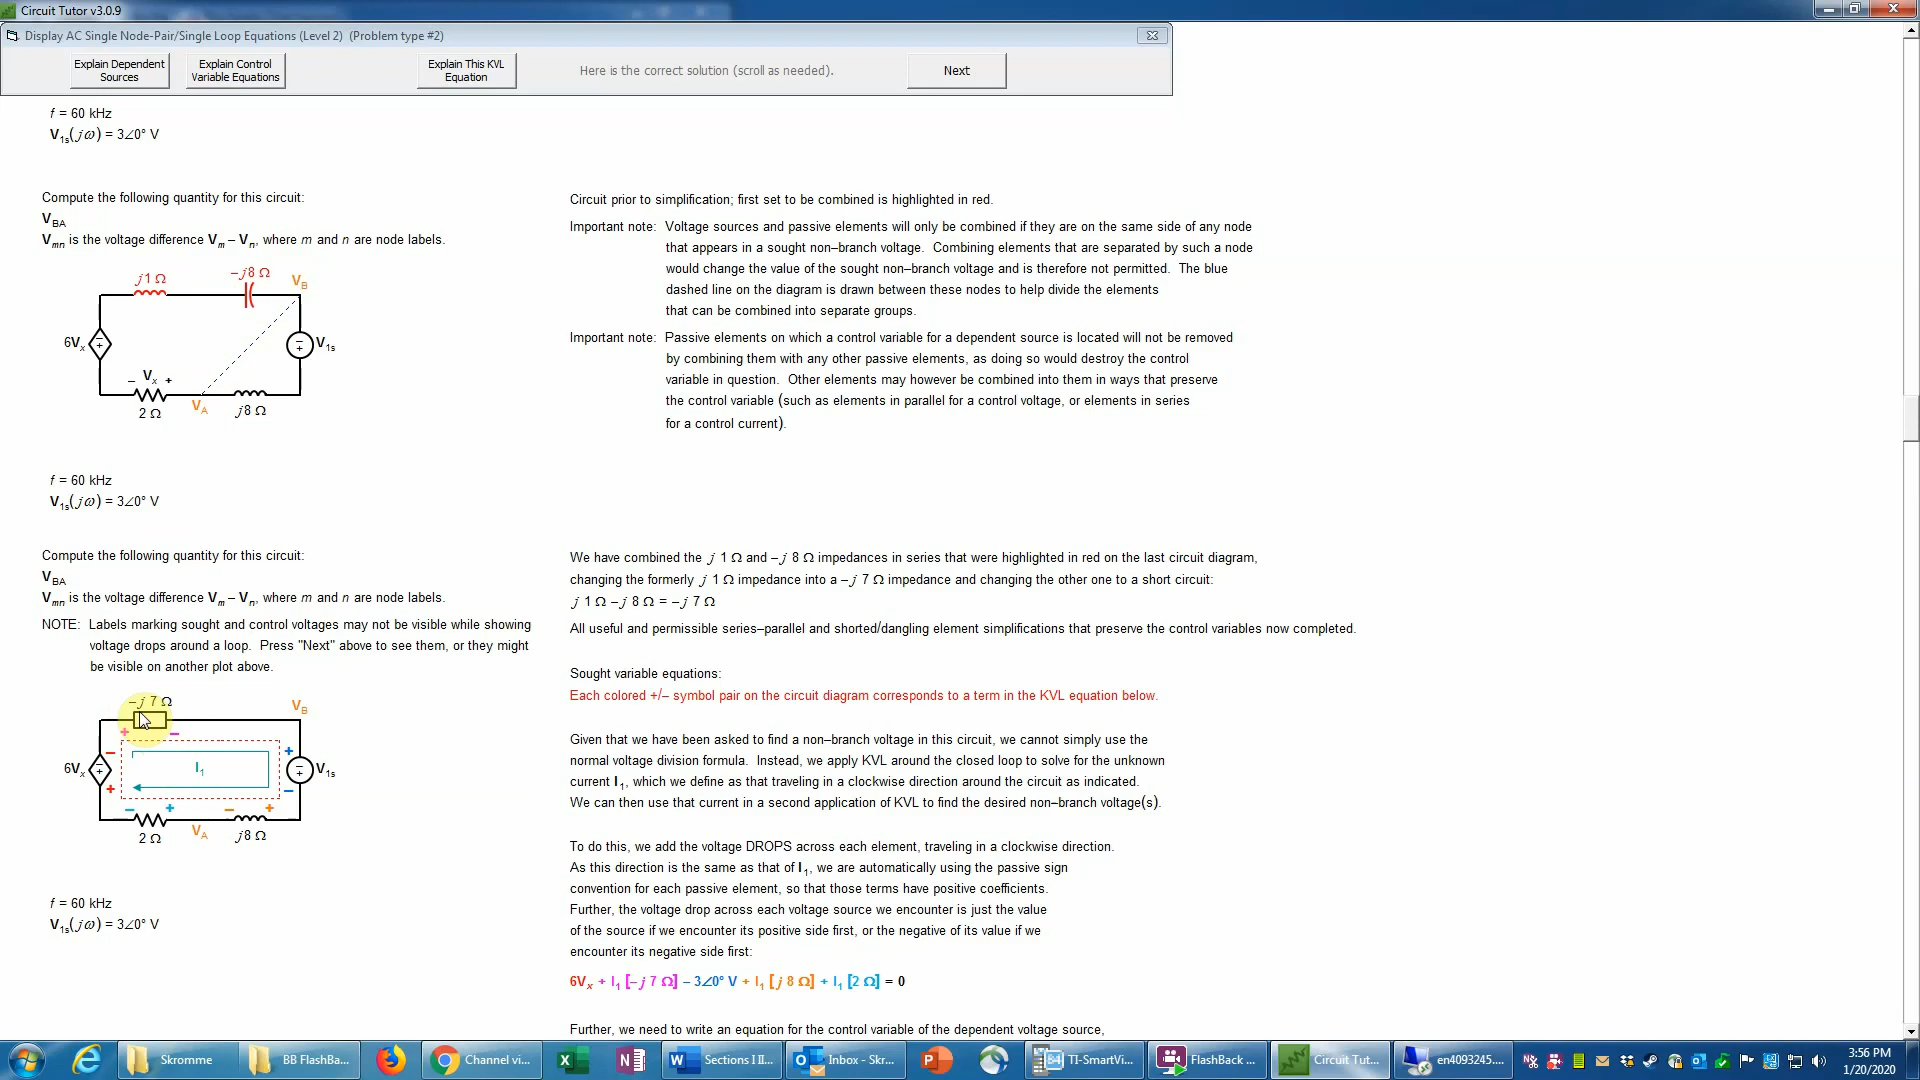 Circuit Tutor v3.0.9
Display AC Single Node-Pair/Single Loop Equations (Level 2)  (Problem type #2)
Explain Dependent Sources
Explain Control Variable Equations
Explain This KVL Equation
Here is the correct solution (scroll as needed).
Next
f = 60 kHz
V1s(jω) = 3∠0° V
Compute the following quantity for this circuit:
VBA
Vmn is the voltage difference Vm – Vn, where m and n are node labels.
j1 Ω
–j8 Ω
VB
6Vx
– +
– +
V1s
– Vx +
2 Ω
VA
j8 Ω
f = 60 kHz
V1s(jω) = 3∠0° V
Circuit prior to simplification; first set to be combined is highlighted in red.
Important note: Voltage sources and passive elements will only be combined if they are on the same side of any node
that appears in a sought non–branch voltage. Combining elements that are separated by such a node
would change the value of the sought non–branch voltage and is therefore not permitted. The blue
dashed line on the diagram is drawn between these nodes to help divide the elements
that can be combined into separate groups.
Important note: Passive elements on which a control variable for a dependent source is located will not be removed
by combining them with any other passive elements, as doing so would destroy the control
variable in question. Other elements may however be combined into them in ways that preserve
the control variable (such as elements in parallel for a control voltage, or elements in series
for a control current).
Compute the following quantity for this circuit:
VBA
Vmn is the voltage difference Vm – Vn, where m and n are node labels.
NOTE: Labels marking sought and control voltages may not be visible while showing
voltage drops around a loop. Press "Next" above to see them, or they might
be visible on another plot above.
–j 7 Ω
VB
+ –
– +
6Vx
– +
I1
+ –
– +
V1s
– +
– +
2 Ω
VA
j8 Ω
f = 60 kHz
V1s(jω) = 3∠0° V
We have combined the j 1 Ω and –j 8 Ω impedances in series that were highlighted in red on the last circuit diagram,
changing the formerly j 1 Ω impedance into a –j 7 Ω impedance and changing the other one to a short circuit:
j 1 Ω –j 8 Ω = –j 7 Ω
All useful and permissible series–parallel and shorted/dangling element simplifications that preserve the control variables now completed.
Sought variable equations:
Each colored +/– symbol pair on the circuit diagram corresponds to a term in the KVL equation below.
Given that we have been asked to find a non–branch voltage in this circuit, we cannot simply use the
normal voltage division formula. Instead, we apply KVL around the closed loop to solve for the unknown
current I1, which we define as that traveling in a clockwise direction around the circuit as indicated.
We can then use that current in a second application of KVL to find the desired non–branch voltage(s).
To do this, we add the voltage DROPS across each element, traveling in a clockwise direction.
As this direction is the same as that of I1, we are automatically using the passive sign
convention for each passive element, so that those terms have positive coefficients.
Further, the voltage drop across each voltage source we encounter is just the value
of the source if we encounter its positive side first, or the negative of its value if we
encounter its negative side first:
6Vx + I1 [–j 7 Ω] – 3∠0° V + I1 [j 8 Ω] + I1 [2 Ω] = 0
Further, we need to write an equation for the control variable of the dependent voltage source,
Skromme
BB FlashBa...
Channel vi...
Sections I II...
Inbox - Skr...
TI-SmartVi...
FlashBack ...
Circuit Tut...
en4093245....
3:56 PM
1/20/2020